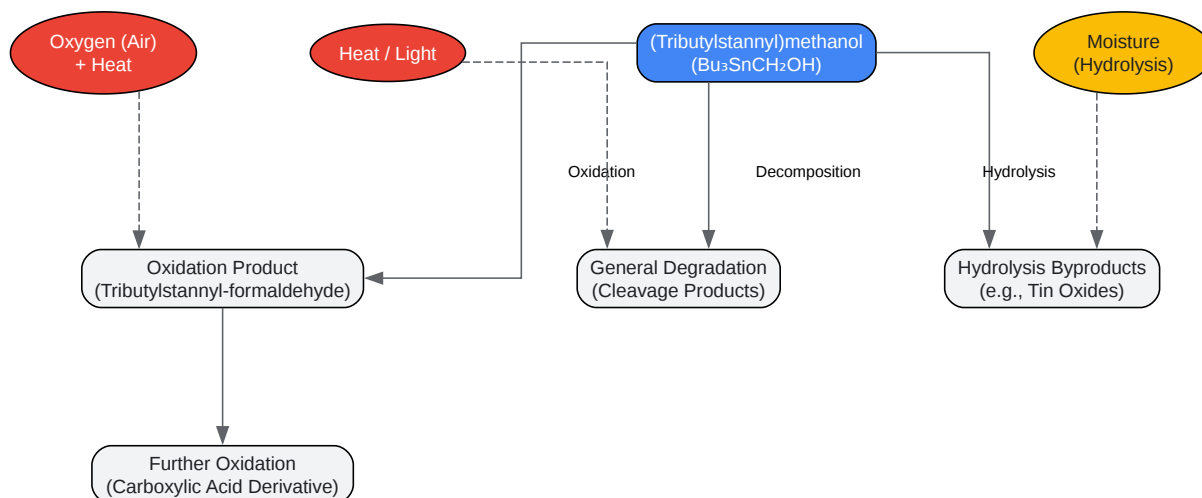 Oxygen (Air)
+ Heat
Heat / Light
(Tributylstannyl)methanol
(Bu₃SnCH₂OH)
Moisture
(Hydrolysis)
Oxidation
Decomposition
Hydrolysis
Oxidation Product
(Tributylstannyl-formaldehyde)
General Degradation
(Cleavage Products)
Hydrolysis Byproducts
(e.g., Tin Oxides)
Further Oxidation
(Carboxylic Acid Derivative)